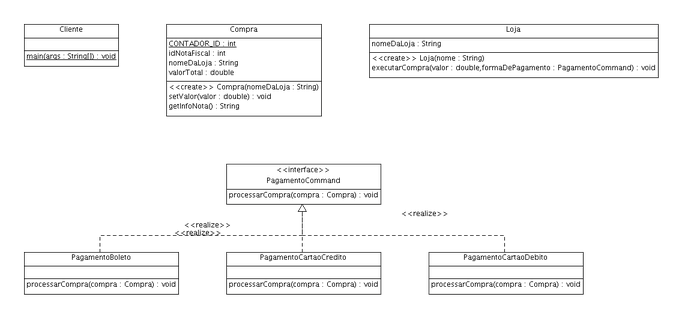 Cliente
main(args : String[]) : void
Compra
CONTADOR_ID : int
idNotaFiscal : int
nomeDaLoja : String
valorTotal : double
<<create>> Compra(nomeDaLoja : String)
setValor(valor : double) : void
getInfoNota() : String
Loja
nomeDaLoja : String
<<create>> Loja(nome : String)
executarCompra(valor : double,formaDePagamento : PagamentoCommand) : void
<<interface>>
PagamentoCommand
processarCompra(compra : Compra) : void
<<realize>>
<<realize>>
<<realize>>
PagamentoBoleto
processarCompra(compra : Compra) : void
PagamentoCartaoCredito
processarCompra(compra : Compra) : void
PagamentoCartaoDebito
processarCompra(compra : Compra) : void